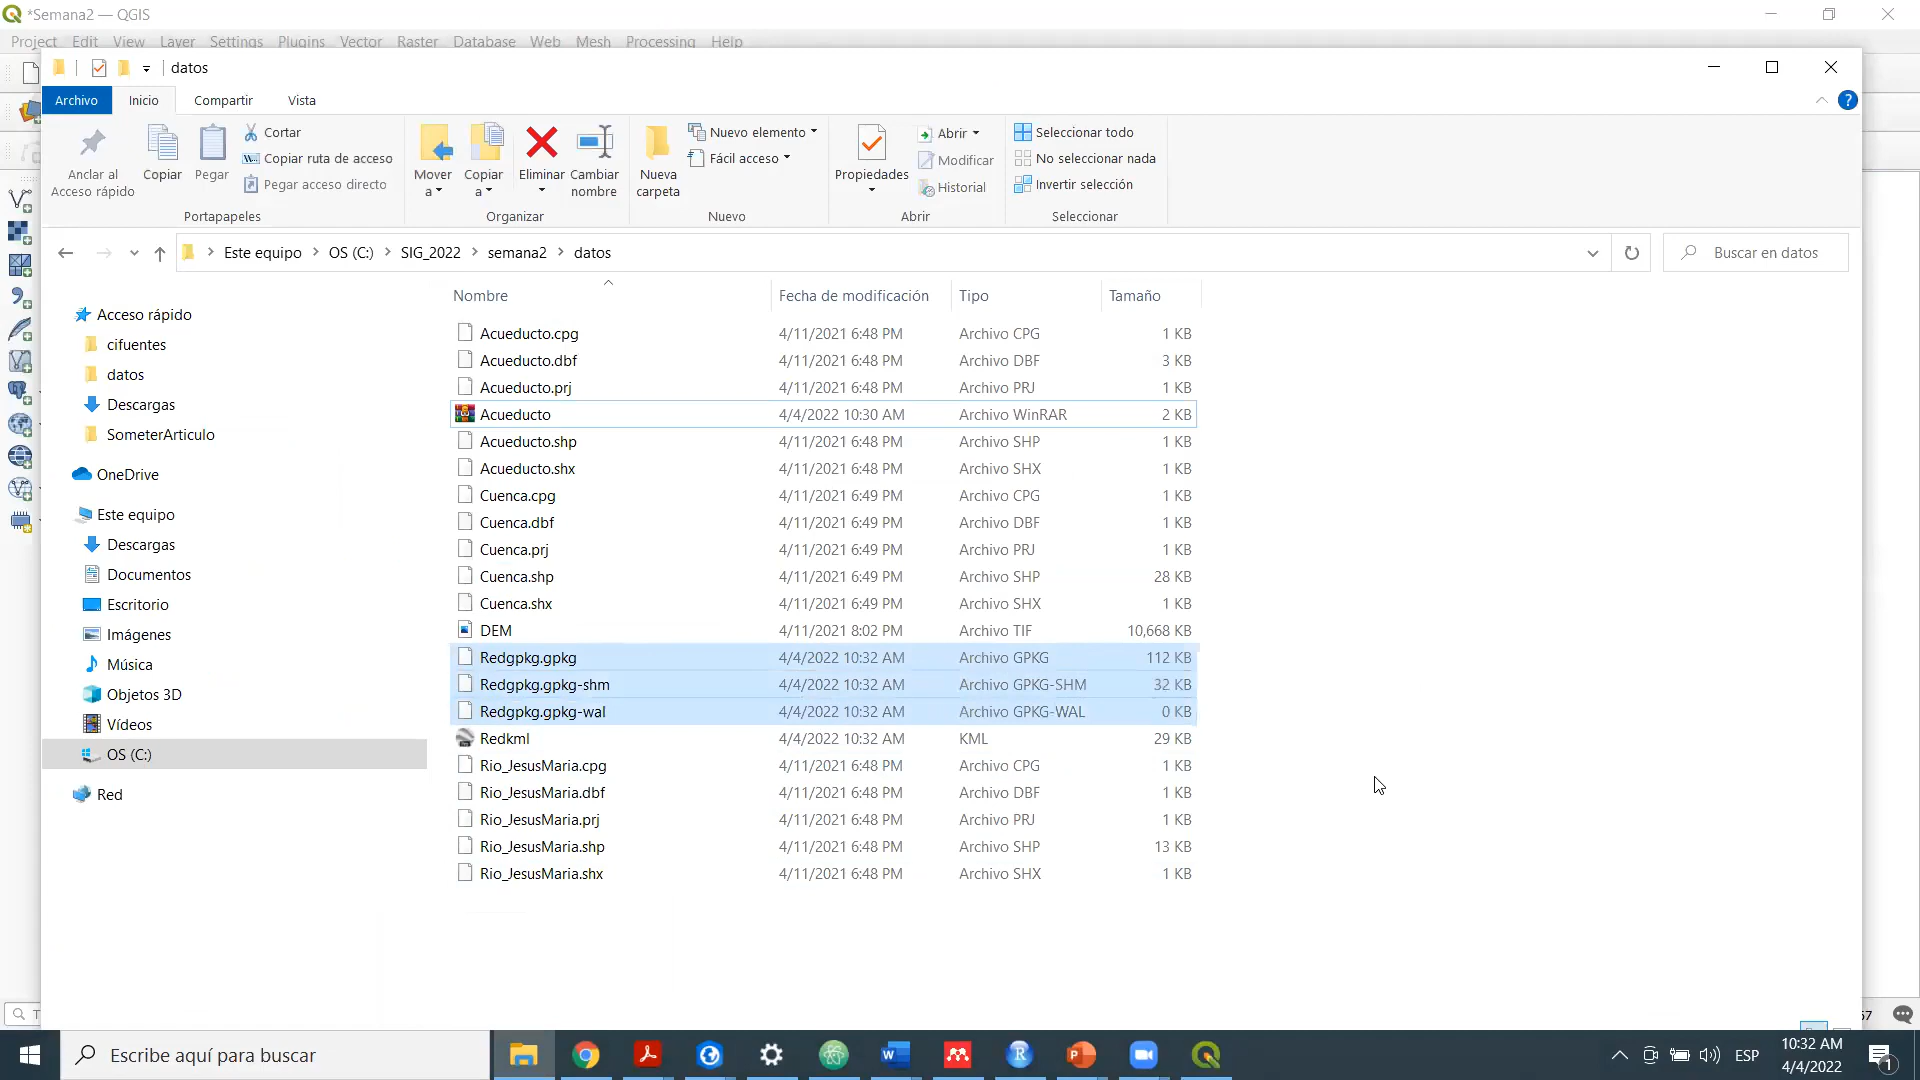 *Semana2 — QGIS
Project Edit View Layer Settings Plugins Vector Raster Database Web Mesh Processing Help
datos
Archivo Inicio Compartir Vista
Anclar al Acceso rápido
Copiar
Pegar
Cortar
Copiar ruta de acceso
Pegar acceso directo
Portapapeles
Mover a
Copiar a
Eliminar
Cambiar nombre
Organizar
Nueva carpeta
Nuevo elemento
Fácil acceso
Nuevo
Propiedades
Abrir
Modificar
Historial
Abrir
Seleccionar todo
No seleccionar nada
Invertir selección
Seleccionar
Este equipo OS (C:) SIG_2022 semana2 datos
Buscar en datos
Acceso rápido
cifuentes
datos
Descargas
SometerArticulo
OneDrive
Este equipo
Descargas
Documentos
Escritorio
Imágenes
Música
Objetos 3D
Vídeos
OS (C:)
Red
Nombre Fecha de modificación Tipo Tamaño
Acueducto.cpg 4/11/2021 6:48 PM Archivo CPG 1 KB
Acueducto.dbf 4/11/2021 6:48 PM Archivo DBF 3 KB
Acueducto.prj 4/11/2021 6:48 PM Archivo PRJ 1 KB
Acueducto 4/4/2022 10:30 AM Archivo WinRAR 2 KB
Acueducto.shp 4/11/2021 6:48 PM Archivo SHP 1 KB
Acueducto.shx 4/11/2021 6:48 PM Archivo SHX 1 KB
Cuenca.cpg 4/11/2021 6:49 PM Archivo CPG 1 KB
Cuenca.dbf 4/11/2021 6:49 PM Archivo DBF 1 KB
Cuenca.prj 4/11/2021 6:49 PM Archivo PRJ 1 KB
Cuenca.shp 4/11/2021 6:49 PM Archivo SHP 28 KB
Cuenca.shx 4/11/2021 6:49 PM Archivo SHX 1 KB
DEM 4/11/2021 8:02 PM Archivo TIF 10,668 KB
Redgpkg.gpkg 4/4/2022 10:32 AM Archivo GPKG 112 KB
Redgpkg.gpkg-shm 4/4/2022 10:32 AM Archivo GPKG-SHM 32 KB
Redgpkg.gpkg-wal 4/4/2022 10:32 AM Archivo GPKG-WAL 0 KB
Redkml 4/4/2022 10:32 AM KML 29 KB
Rio_JesusMaria.cpg 4/11/2021 6:48 PM Archivo CPG 1 KB
Rio_JesusMaria.dbf 4/11/2021 6:48 PM Archivo DBF 1 KB
Rio_JesusMaria.prj 4/11/2021 6:48 PM Archivo PRJ 1 KB
Rio_JesusMaria.shp 4/11/2021 6:48 PM Archivo SHP 13 KB
Rio_JesusMaria.shx 4/11/2021 6:48 PM Archivo SHX 1 KB
Escribe aquí para buscar
ESP
10:32 AM
4/4/2022
1